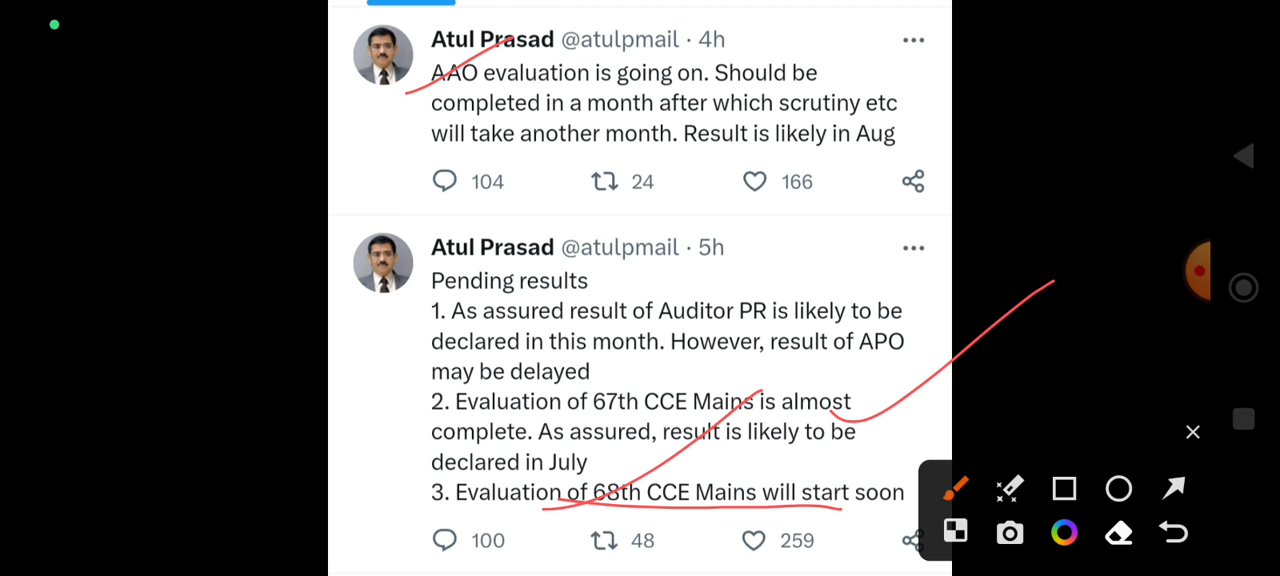 Atul Prasad @atulpmail · 4h
AAO evaluation is going on. Should be
completed in a month after which scrutiny etc
will take another month. Result is likely in Aug
104 24 166
Atul Prasad @atulpmail · 5h
Pending results
1. As assured result of Auditor PR is likely to be
declared in this month. However, result of APO
may be delayed
2. Evaluation of 67th CCE Mains is almost
complete. As assured, result is likely to be
declared in July
3. Evaluation of 68th CCE Mains will start soon
100 48 259